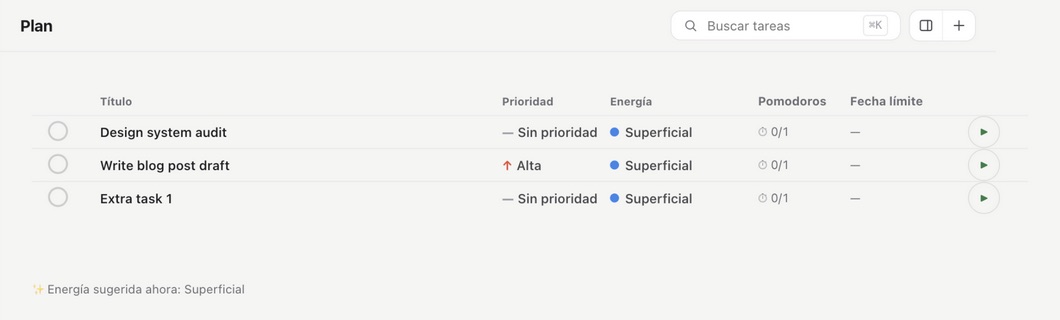 Plan
Buscar tareas ⌘K
Título Prioridad Energía Pomodoros Fecha límite
Design system audit — Sin prioridad Superficial 0/1 —
Write blog post draft ↑ Alta Superficial 0/1 —
Extra task 1 — Sin prioridad Superficial 0/1 —
✨ Energía sugerida ahora: Superficial